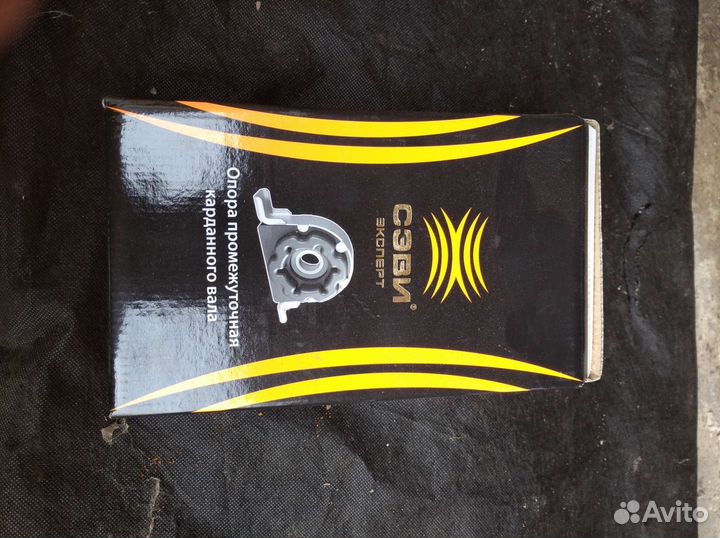 СЭВИ®
ЭКСПЕРТ
Опора промежуточная
карданного вала
Avito